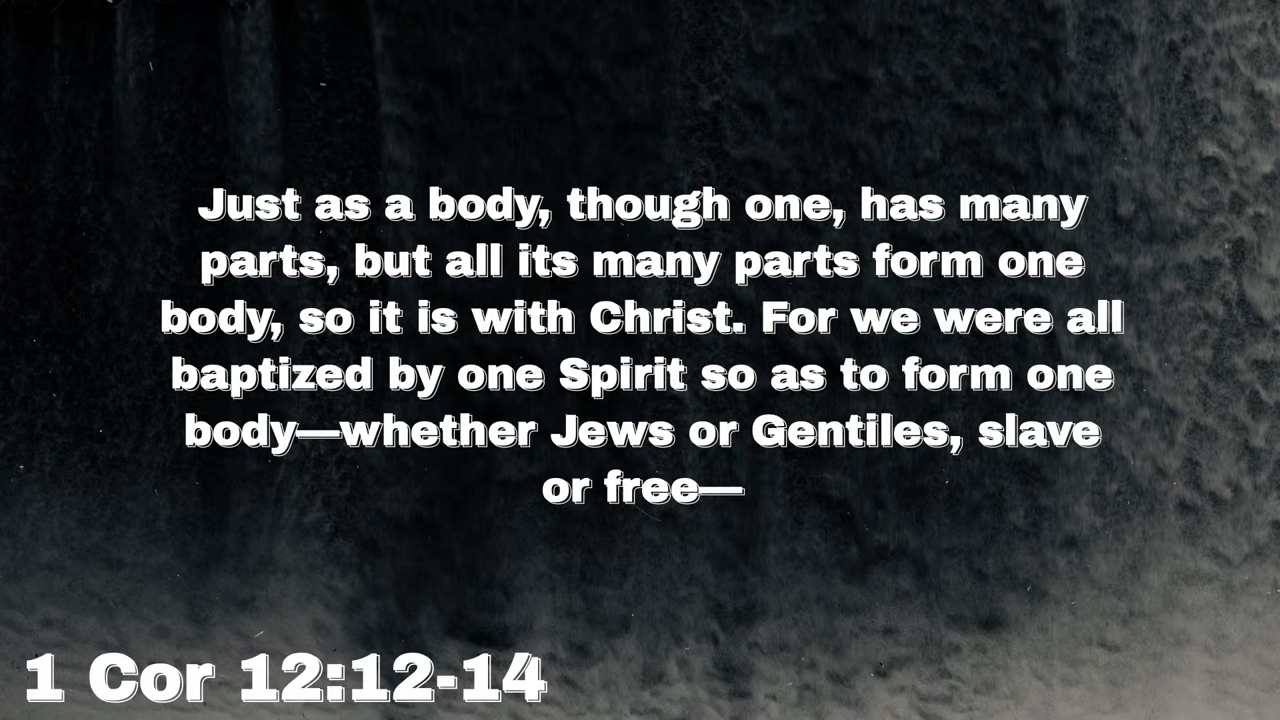 Just as a body, though one, has many
parts, but all its many parts form one
body, so it is with Christ. For we were all
baptized by one Spirit so as to form one
body—whether Jews or Gentiles, slave
or free—
1 Cor 12:12-14